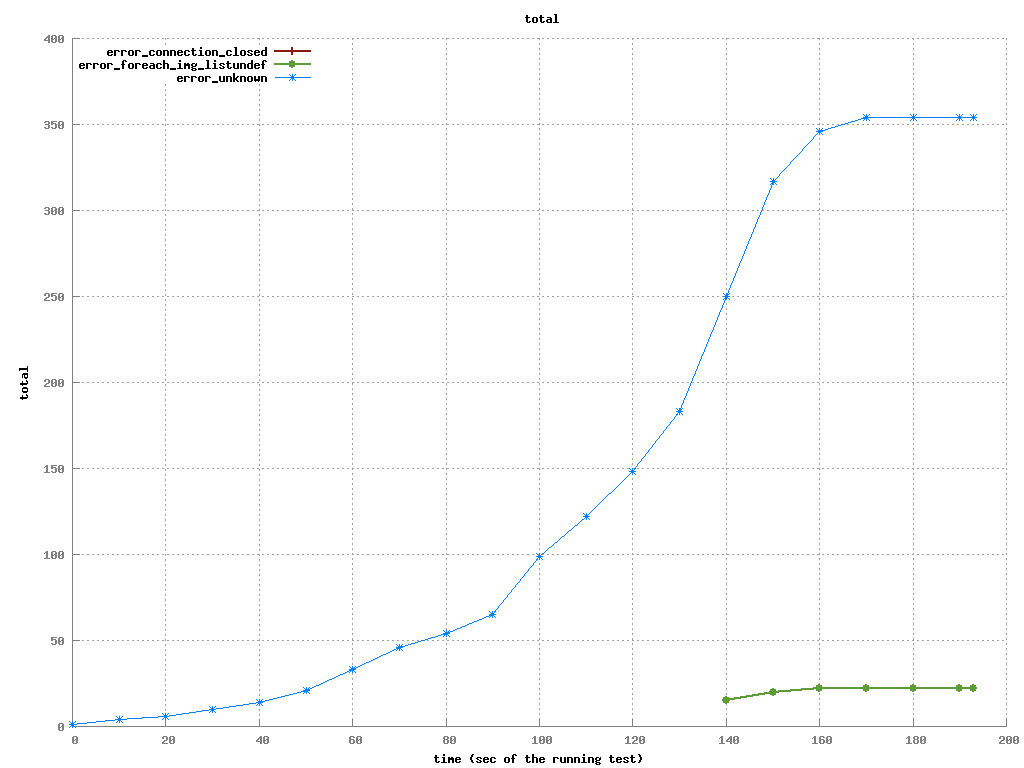 total
400
350
300
250
200
150
100
50
0
error_connection_closed
error_foreach_img_listundef
error_unknown
total
0 20 40 60 80 100 120 140 160 180 200
time (sec of the running test)